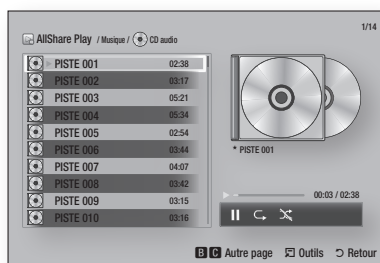 1/14
AllShare Play / Musique / CD audio
PISTE 001 02:38
PISTE 002 03:17
PISTE 003 05:21
PISTE 004 05:34
PISTE 005 02:54
PISTE 006 03:44
PISTE 007 04:07
PISTE 008 03:42
PISTE 009 03:15
PISTE 010 03:16
* PISTE 001
00:03 / 02:38
B C Autre page Outils Retour